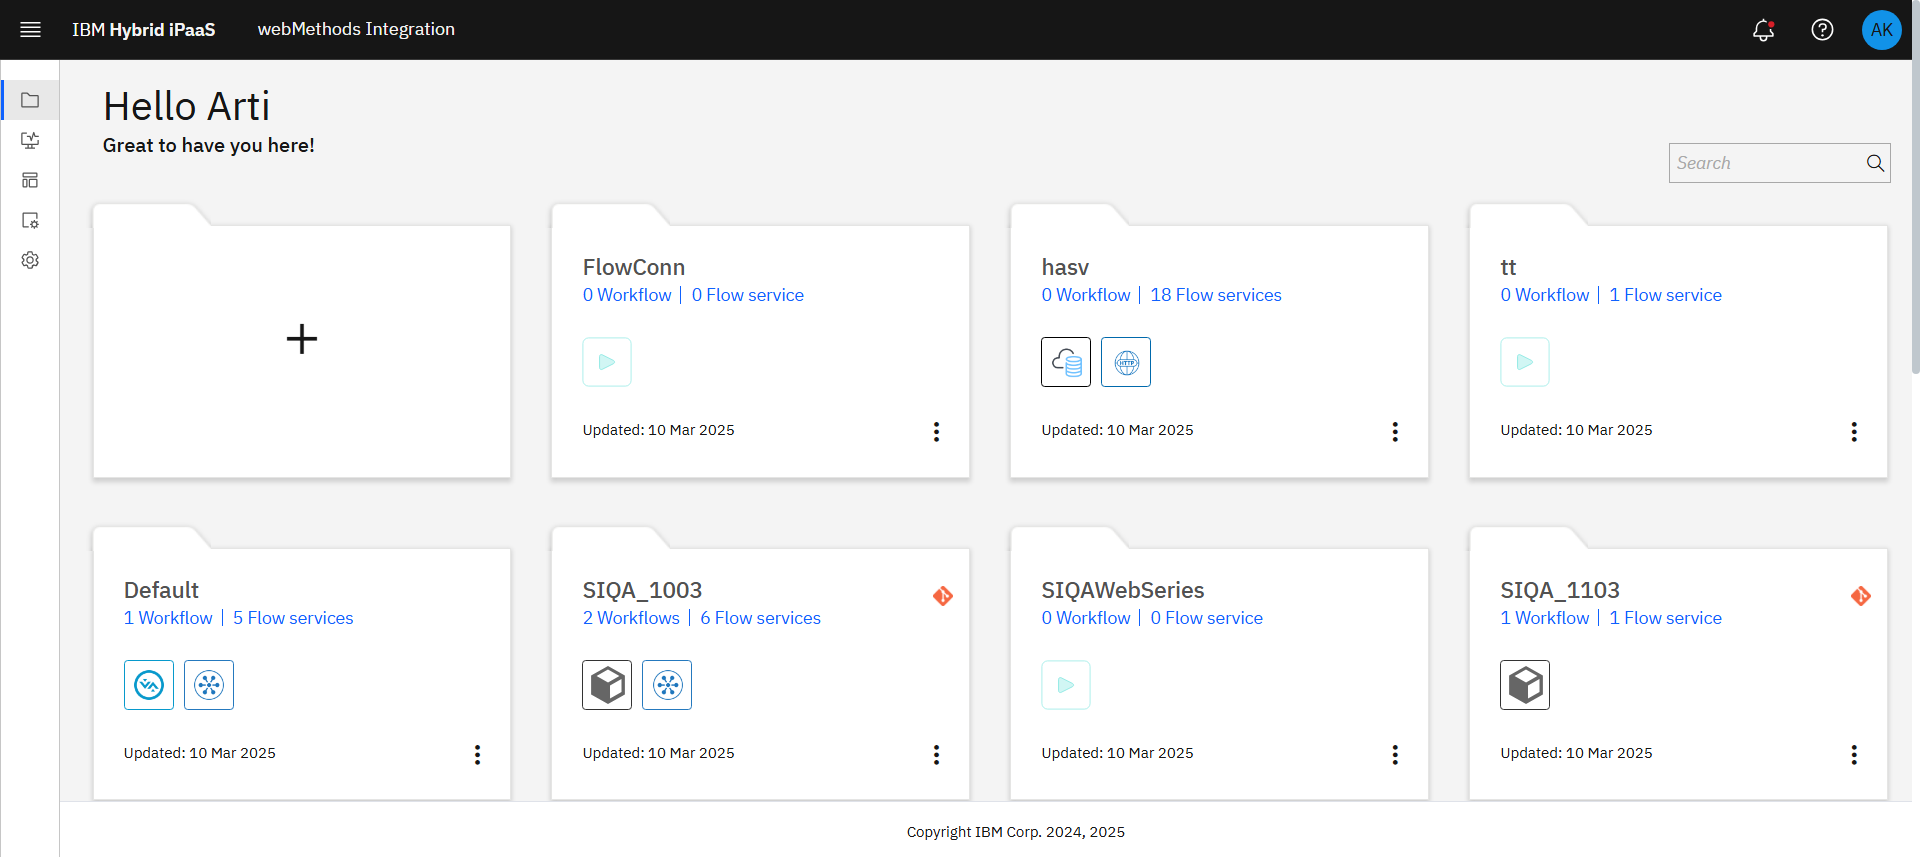 IBM Hybrid iPaaS webMethods Integration AK
Hello Arti
Great to have you here!
Search
FlowConn
0 Workflow | 0 Flow service
Updated: 10 Mar 2025
hasv
0 Workflow | 18 Flow services
HTTP
Updated: 10 Mar 2025
tt
0 Workflow | 1 Flow service
Updated: 10 Mar 2025
Default
1 Workflow | 5 Flow services
Updated: 10 Mar 2025
SIQA_1003
2 Workflows | 6 Flow services
Updated: 10 Mar 2025
SIQAWebSeries
0 Workflow | 0 Flow service
Updated: 10 Mar 2025
SIQA_1103
1 Workflow | 1 Flow service
Updated: 10 Mar 2025
Copyright IBM Corp. 2024, 2025